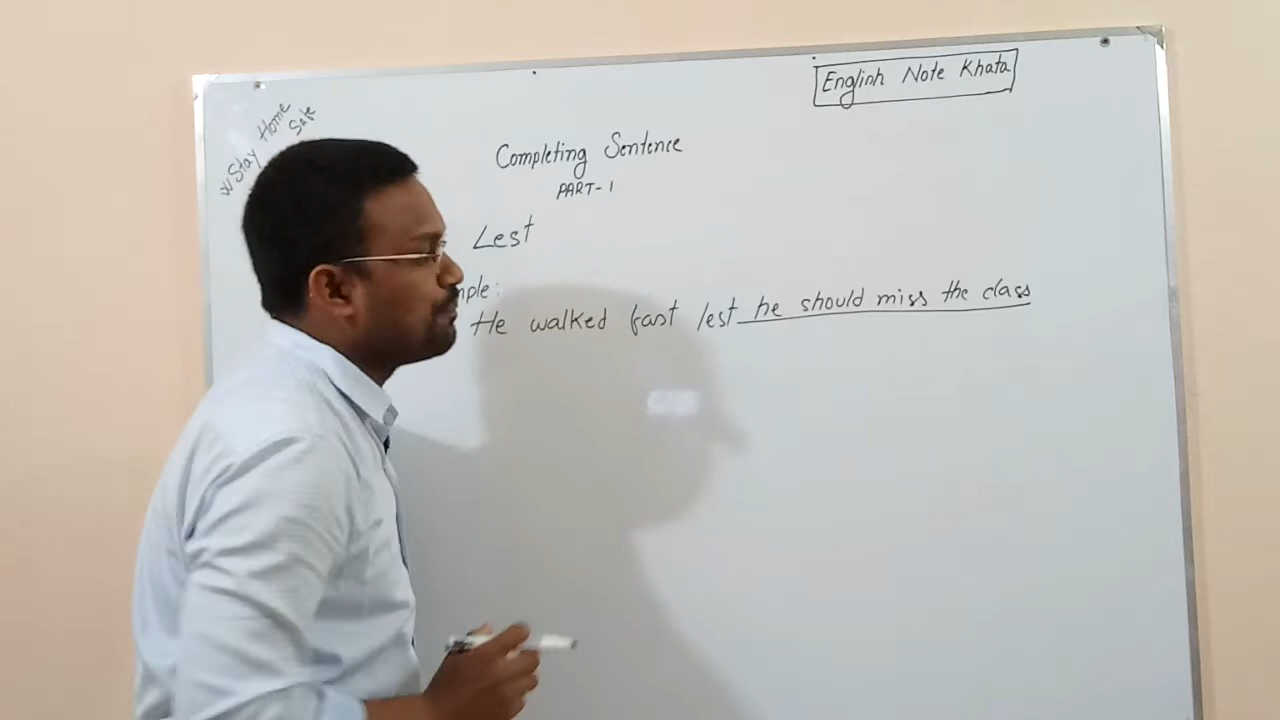 English Note Khata
Stay Home
Safe
Completing Sentence
PART-1
Lest
mple:
He walked fast lest he should miss the class